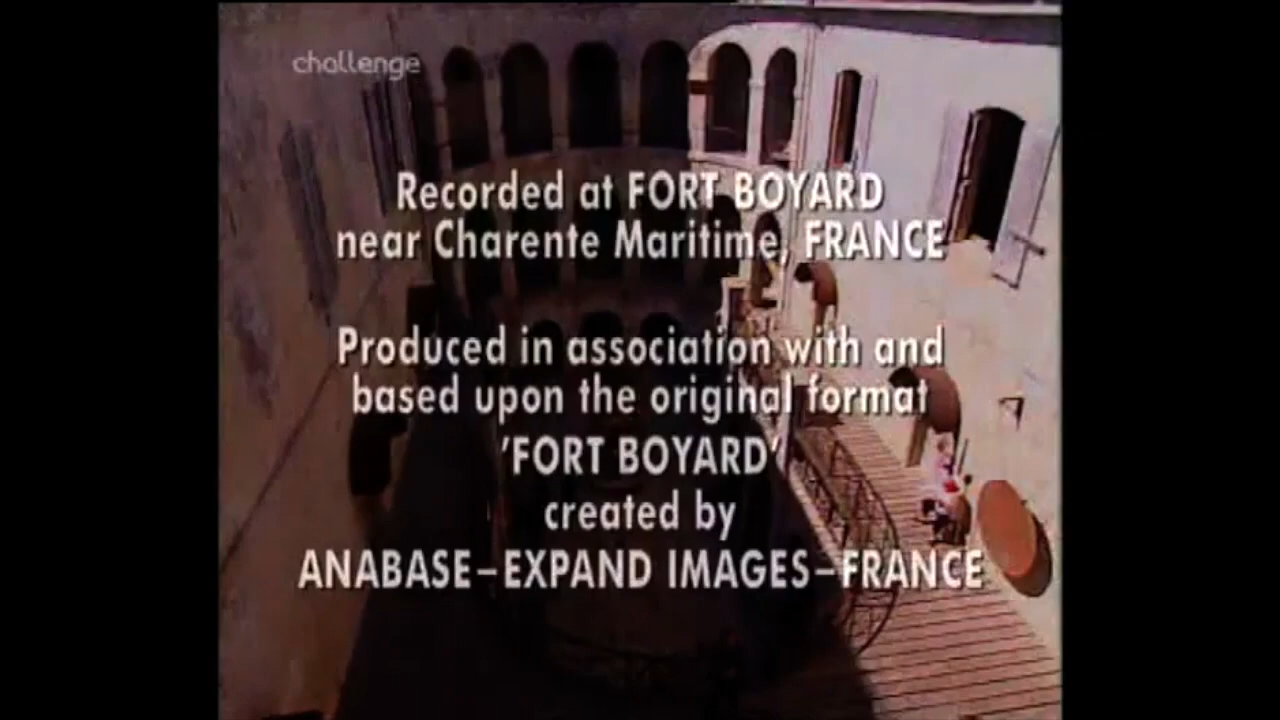 challenge
Recorded at FORT BOYARD
near Charente Maritime, FRANCE
Produced in association with and
based upon the original format
'FORT BOYARD'
created by
ANABASE–EXPAND IMAGES–FRANCE